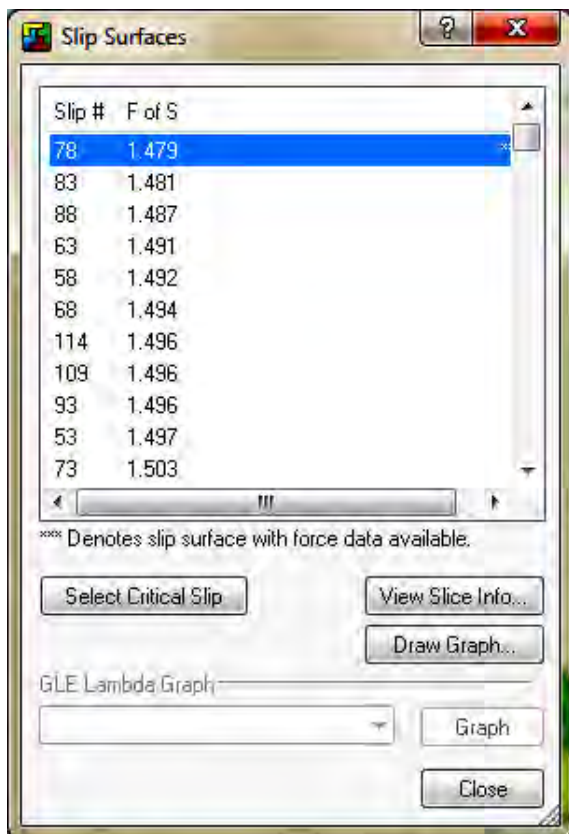 Slip Surfaces
Slip # F of S
78 1.479
83 1.481
88 1.487
63 1.491
58 1.492
68 1.494
114 1.496
109 1.496
93 1.496
53 1.497
73 1.503
*** Denotes slip surface with force data available.
Select Critical Slip View Slice Info...
Draw Graph...
GLE Lambda Graph
Graph
Close